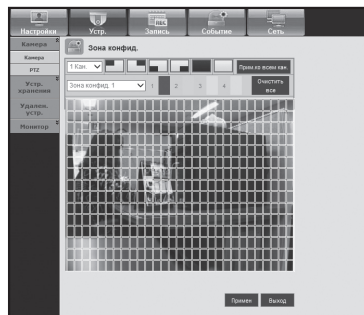 Настройки Устр. Запись Событие Сеть
REC
Камера
Камера
PTZ
Устр. хранения
Удален. устр.
Монитор
Зона конфид.
1 Кан. Прим.ко всем кан.
Зона конфид. 1 1 2 3 4 Очистить все
Примен Выход